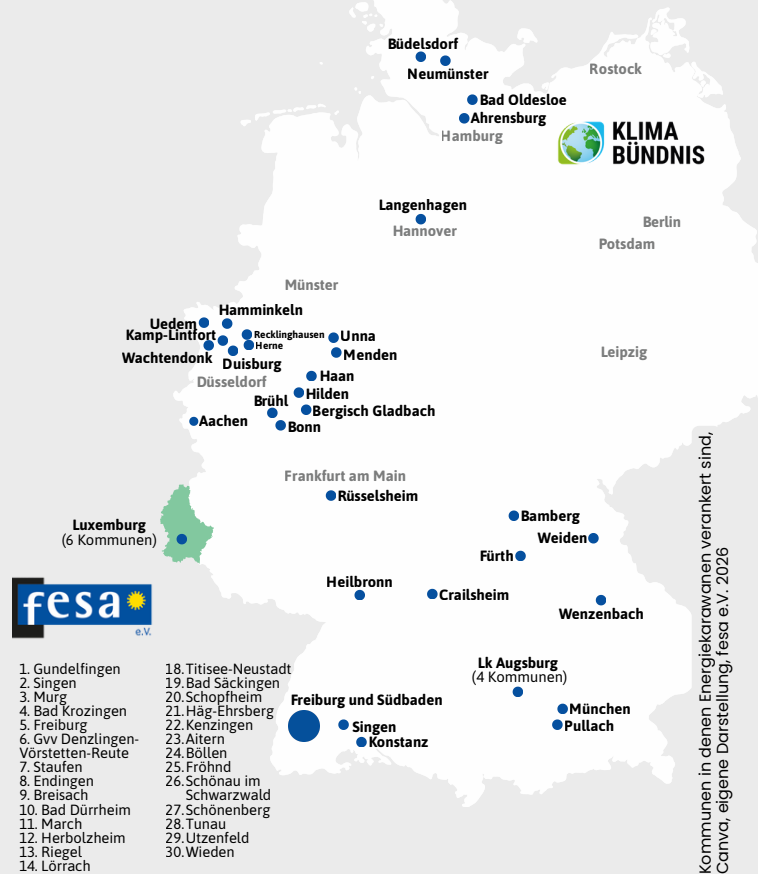 Büdelsdorf
Neumünster
Rostock
Bad Oldesloe
Ahrensburg
Hamburg
KLIMA
BÜNDNIS
Langenhagen
Hannover
Berlin
Potsdam
Münster
Hamminkeln
Uedem
Kamp-Lintfort
Recklinghausen
Herne
Unna
Wachtendonk
Duisburg
Menden
Leipzig
Düsseldorf
Haan
Hilden
Brühl
Bergisch Gladbach
Aachen
Bonn
Frankfurt am Main
Rüsselsheim
Luxemburg
(6 Kommunen)
Bamberg
Weiden
Fürth
Heilbronn
Crailsheim
Wenzenbach
fesa
e.V.
Lk Augsburg
(4 Kommunen)
München
Pullach
Freiburg und Südbaden
Singen
Konstanz
1. Gundelfingen
2. Singen
3. Murg
4. Bad Krozingen
5. Freiburg
6. Gvv Denzlingen-
Vörstetten-Reute
7. Staufen
8. Endingen
9. Breisach
10. Bad Dürrheim
11. March
12. Herbolzheim
13. Riegel
14. Lörrach
18. Titisee-Neustadt
19. Bad Säckingen
20. Schopfheim
21. Häg-Ehrsberg
22. Kenzingen
23. Aitern
24. Böllen
25. Fröhnd
26. Schönau im
Schwarzwald
27. Schönenberg
28. Tunau
29. Utzenfeld
30. Wieden
Kommunen in denen Energiekarawanen verankert sind,
Canva, eigene Darstellung, fesa e.V. 2026